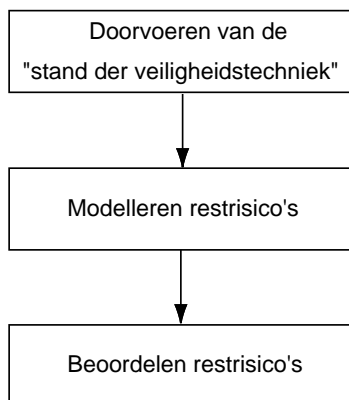 Doorvoeren van de
"stand der veiligheidstechniek"
Modelleren restrisico's
Beoordelen restrisico's